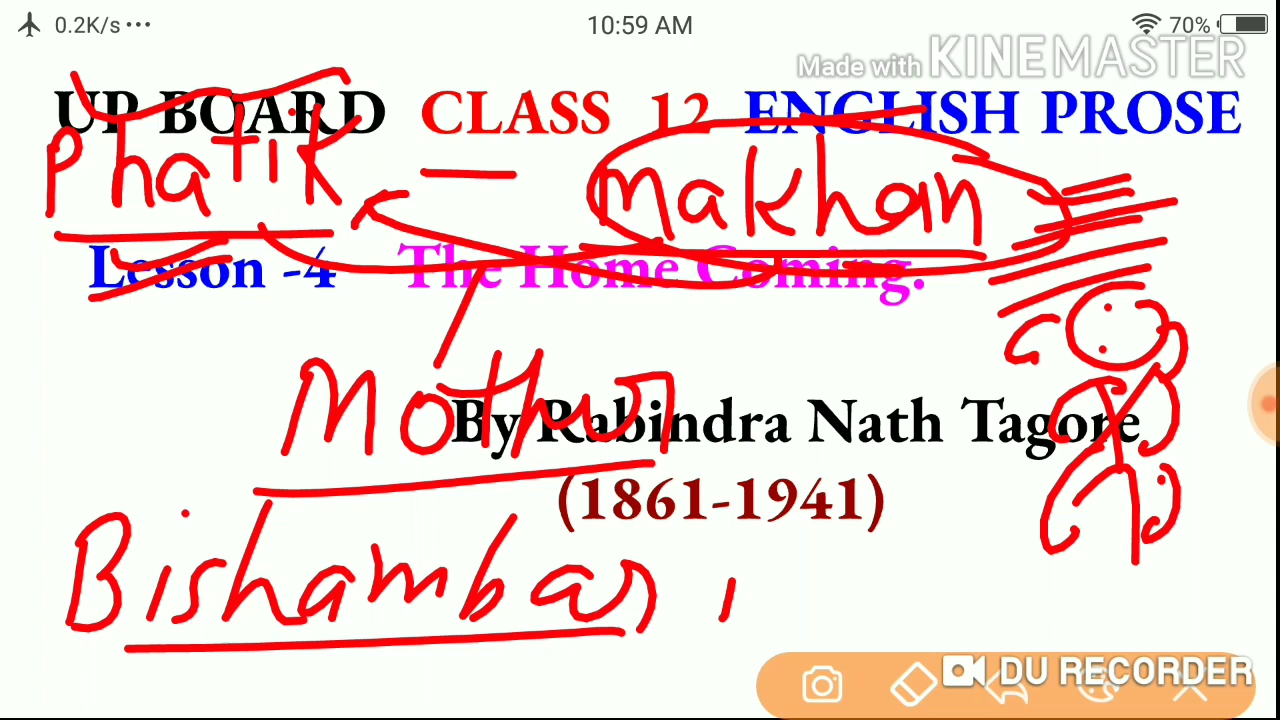 0.2K/s ... 10:59 AM 70%
Made with KINEMASTER
UP BOARD CLASS 12 ENGLISH PROSE
Phatik — Makhan
Lesson -4 The Home Coming.
Mother
By Rabindra Nath Tagore
(1861-1941)
Bishambar
DU RECORDER